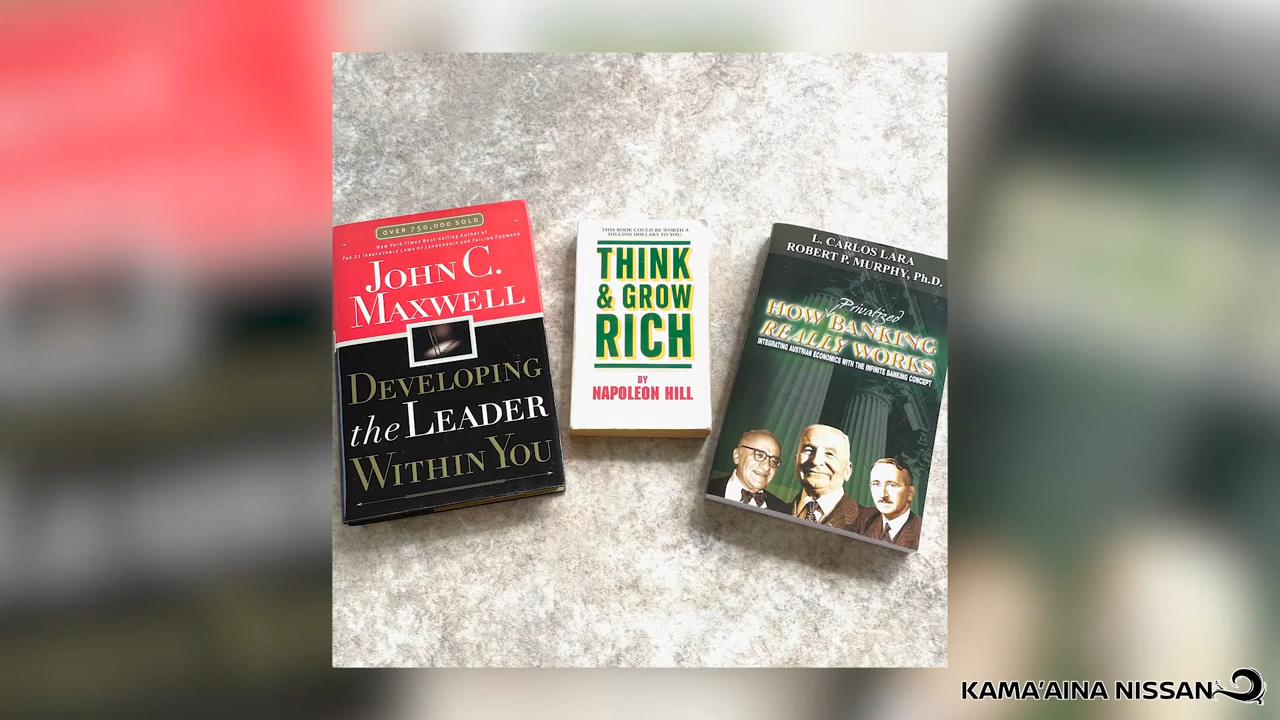 OVER 750,000 SOLD
New York Times Best-selling Author of
THE 21 IRREFUTABLE LAWS OF LEADERSHIP and FAILING FORWARD
JOHN C.
MAXWELL
DEVELOPING
the LEADER
WITHIN YOU
THIS BOOK COULD BE WORTH A
MILLION DOLLARS TO YOU.
THINK
& GROW
RICH
BY
NAPOLEON HILL
L. CARLOS LARA
ROBERT P. MURPHY, Ph.D.
Privatized
HOW BANKING
REALLY WORKS
INTEGRATING AUSTRIAN ECONOMICS WITH THE INFINITE BANKING CONCEPT
KAMA'AINA NISSAN